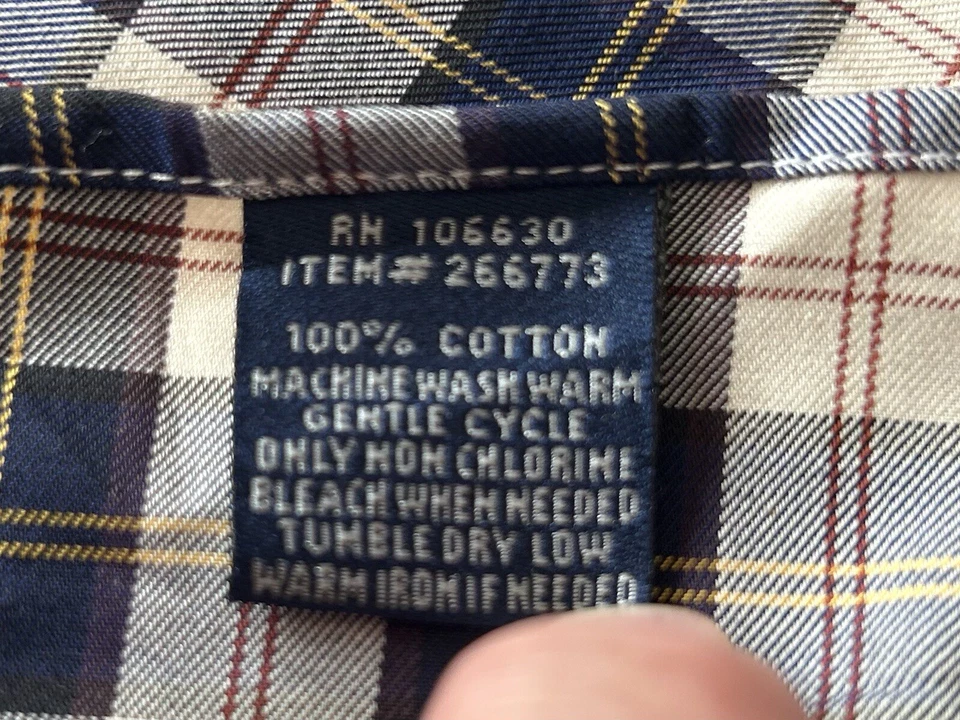 RN 106630
ITEM# 266773
100% COTTON
MACHINE WASH WARM
GENTLE CYCLE
ONLY NON CHLORINE
BLEACH WHEN NEEDED
TUMBLE DRY LOW
WARM IRON IF NEEDED